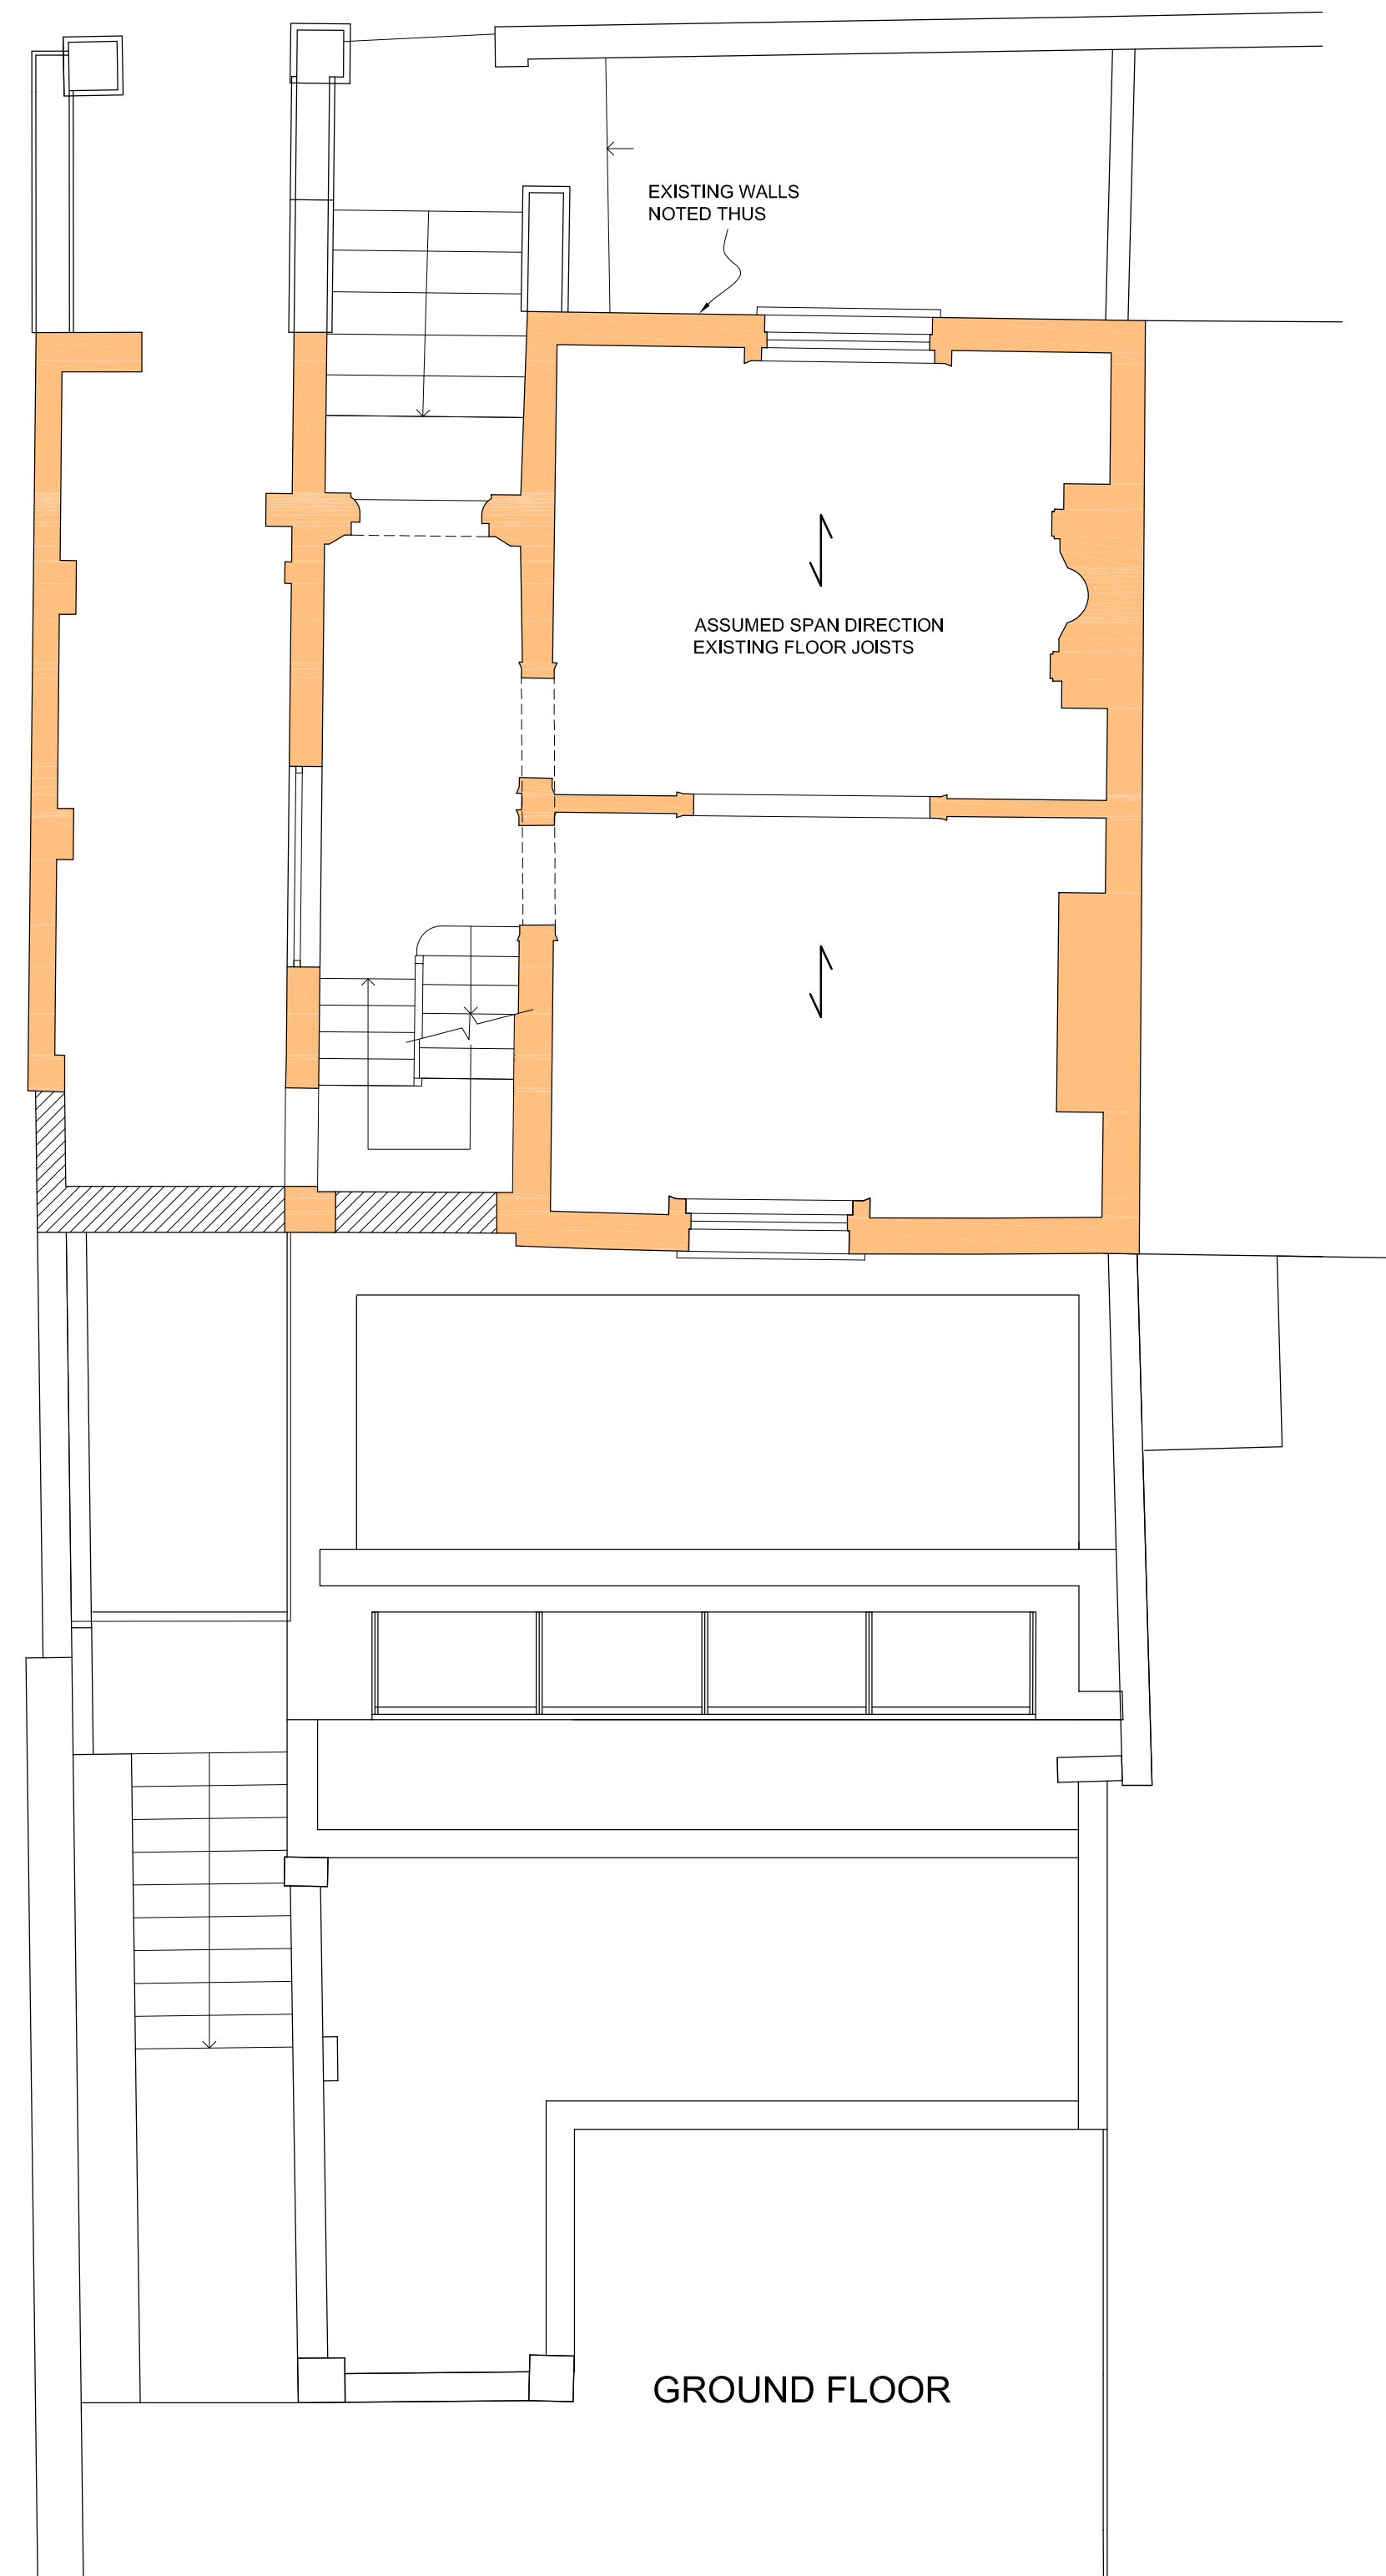 EXISTING WALLS
NOTED THUS
ASSUMED SPAN DIRECTION
EXISTING FLOOR JOISTS
GROUND FLOOR